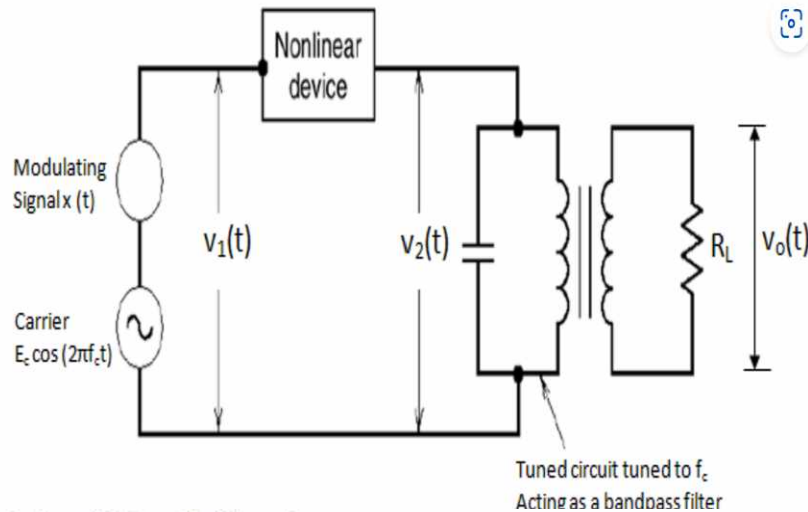 Nonlinear
device
Modulating
Signal x (t)
v₁(t)
v₂(t)
R_L
vₒ(t)
Carrier
E_c cos (2πf_ct)
Tuned circuit tuned to f_c
Acting as a bandpass filter